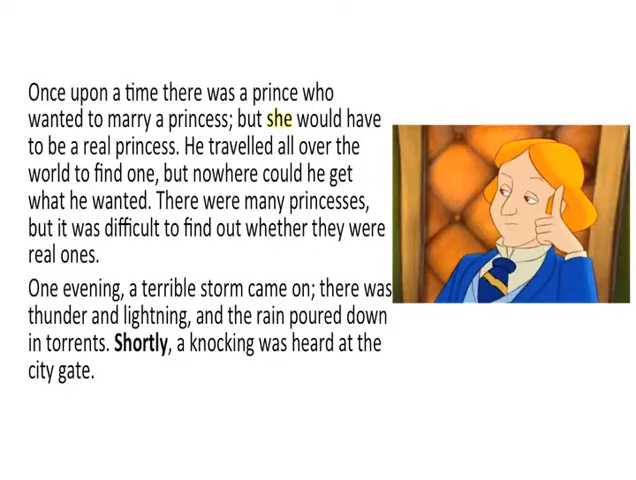 Once upon a time there was a prince who
wanted to marry a princess; but she would have
to be a real princess. He travelled all over the
world to find one, but nowhere could he get
what he wanted. There were many princesses,
but it was difficult to find out whether they were
real ones.
One evening, a terrible storm came on; there was
thunder and lightning, and the rain poured down
in torrents. Shortly, a knocking was heard at the
city gate.